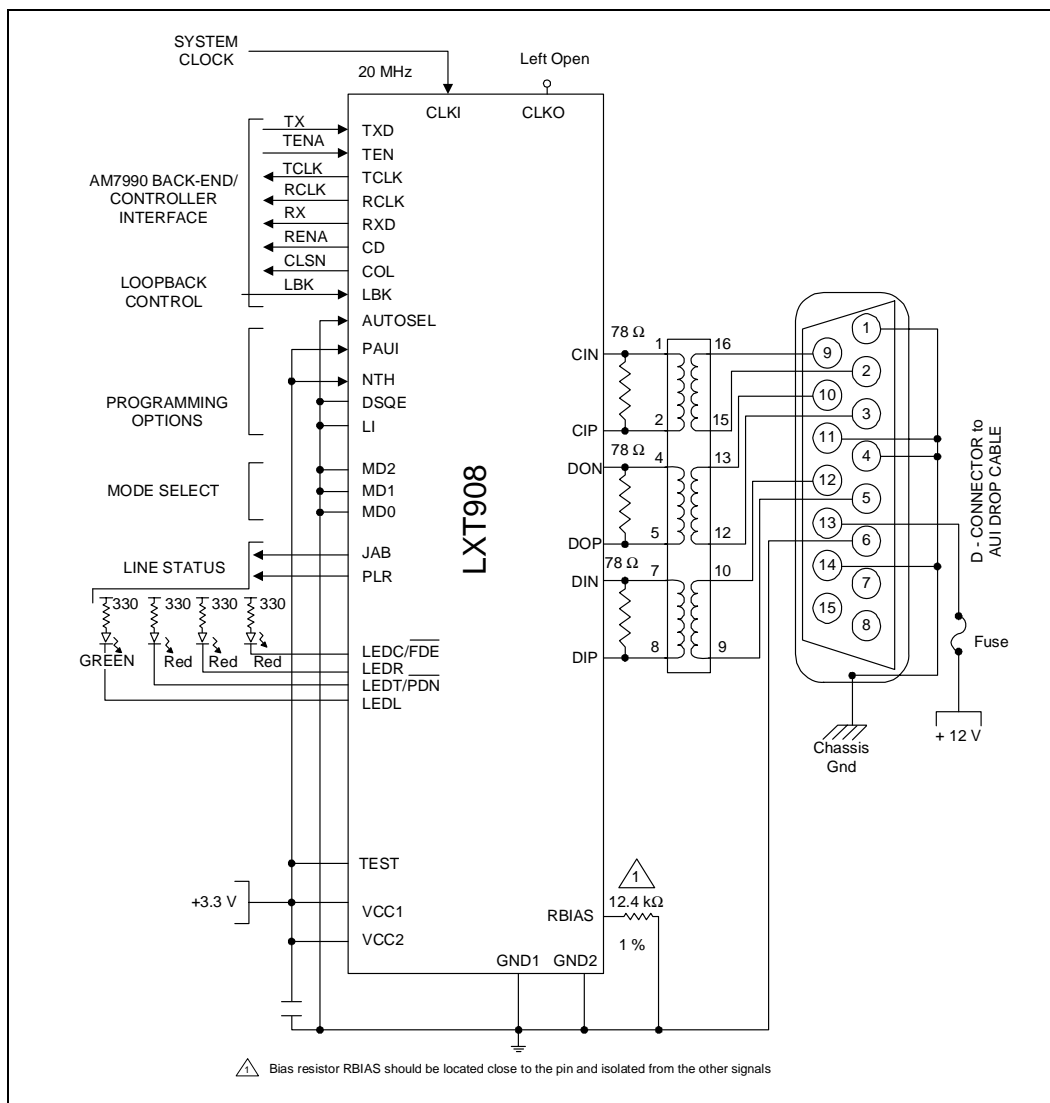 SYSTEM
CLOCK
20 MHz
Left Open
CLKI
CLKO
AM7990 BACK-END/
CONTROLLER
INTERFACE
LOOPBACK
CONTROL
TX
TENA
TCLK
RCLK
RX
RENA
CLSN
LBK
TXD
TEN
TCLK
RCLK
RXD
CD
COL
LBK
AUTOSEL
PAUI
NTH
DSQE
LI
PROGRAMMING
OPTIONS
MD2
MD1
MD0
MODE SELECT
JAB
PLR
LINE STATUS
330
330
330
330
GREEN
Red
Red
Red
LEDC/FDE
LEDR
LEDT/PDN
LEDL
LXT908
TEST
+3.3 V
VCC1
VCC2
GND1
GND2
RBIAS
1
12.4 kΩ
1 %
CIN
CIP
DON
DOP
DIN
DIP
78 Ω
78 Ω
78 Ω
1
2
4
5
7
8
16
15
13
12
10
9
1
9
2
10
3
11
4
12
5
13
6
14
7
15
8
D - CONNECTOR to
AUI DROP CABLE
Fuse
+ 12 V
Chassis
Gnd
1 Bias resistor RBIAS should be located close to the pin and isolated from the other signals